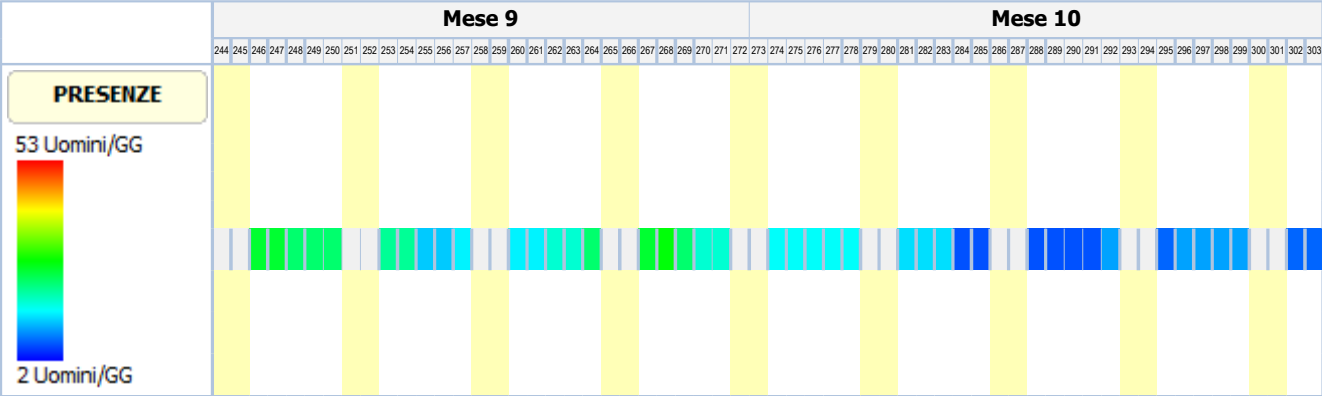 Mese 9 Mese 10
244 245 246 247 248 249 250 251 252 253 254 255 256 257 258 259 260 261 262 263 264 265 266 267 268 269 270 271 272 273 274 275 276 277 278 279 280 281 282 283 284 285 286 287 288 289 290 291 292 293 294 295 296 297 298 299 300 301 302 303
PRESENZE
53 Uomini/GG
2 Uomini/GG